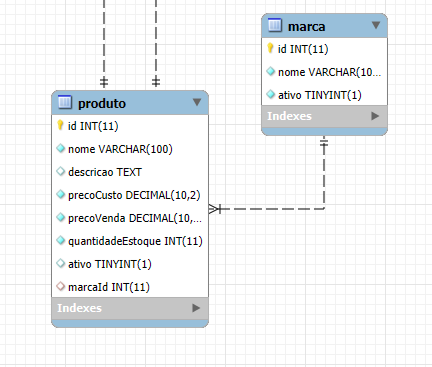 marca
id INT(11)
nome VARCHAR(10...
ativo TINYINT(1)
Indexes
produto
id INT(11)
nome VARCHAR(100)
descricao TEXT
precoCusto DECIMAL(10,2)
precoVenda DECIMAL(10,...
quantidadeEstoque INT(11)
ativo TINYINT(1)
marcaId INT(11)
Indexes